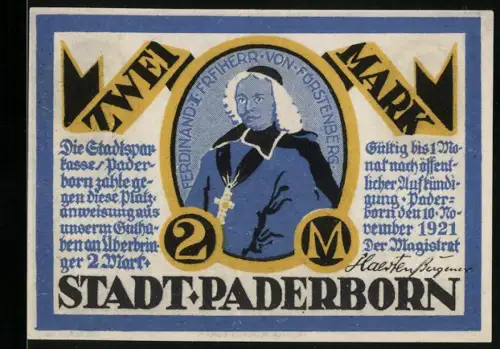 ZWEI
MARK
FERDINAND·I·FREIHERR·VON·FÖRSTENBERG
Die Stadtspar
kasse/Pader-
born zahle ge-
gen diese Platz-
anweisung aus
unserm Gutha-
ben an Überbrin-
ger 2 Mark·
Gültig bis 1 Mo-
nat nach öffent-
licher Aufkündi-
gung · Pader-
born den 10·No-
vember 1921
Der Magistrat
2
M
STADT·PADERBORN